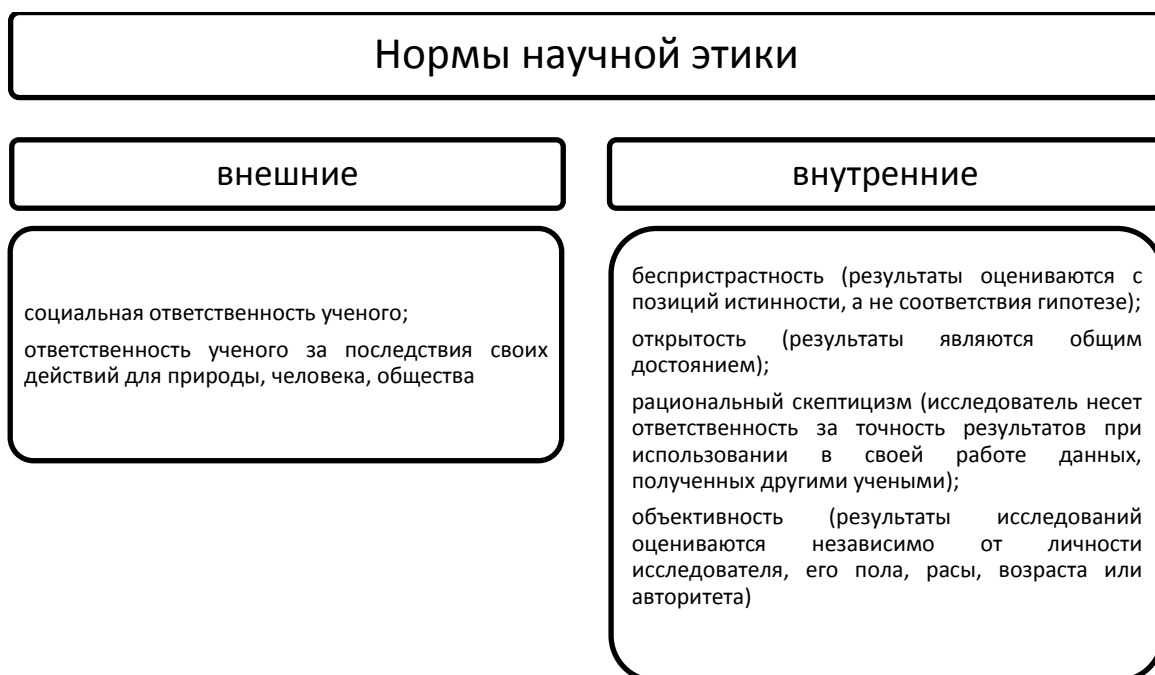 Нормы научной этики
внешние
социальная ответственность ученого;
ответственность ученого за последствия своих
действий для природы, человека, общества
внутренние
беспристрастность (результаты оцениваются с
позиций истинности, а не соответствия гипотезе);
открытость (результаты являются общим
достоянием);
рациональный скептицизм (исследователь несет
ответственность за точность результатов при
использовании в своей работе данных,
полученных другими учеными);
объективность (результаты исследований
оцениваются независимо от личности
исследователя, его пола, расы, возраста или
авторитета)